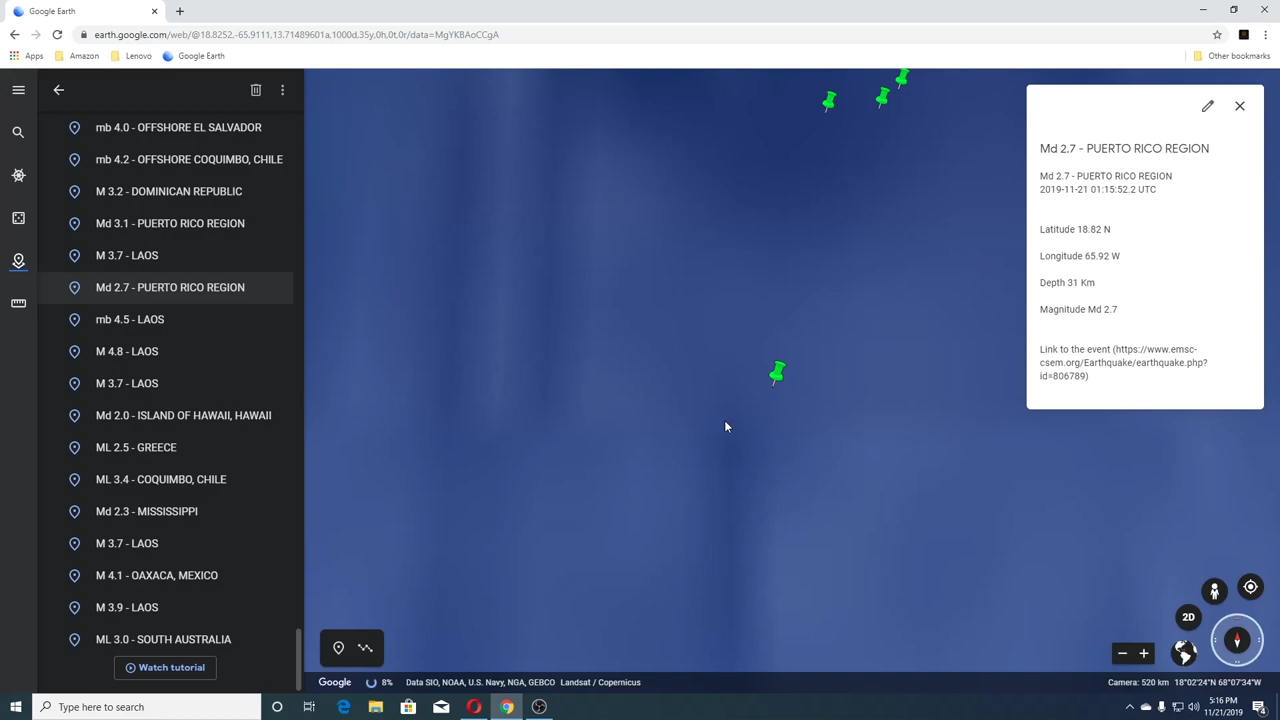 Google Earth
earth.google.com/web/@18.8252,-65.9111,13.71489601a,1000d,35y,0h,0t,0r/data=MgYKBAoCCgA
Apps
Amazon
Lenovo
Google Earth
Other bookmarks
mb 4.0 - OFFSHORE EL SALVADOR
mb 4.2 - OFFSHORE COQUIMBO, CHILE
M 3.2 - DOMINICAN REPUBLIC
Md 3.1 - PUERTO RICO REGION
M 3.7 - LAOS
Md 2.7 - PUERTO RICO REGION
mb 4.5 - LAOS
M 4.8 - LAOS
M 3.7 - LAOS
Md 2.0 - ISLAND OF HAWAII, HAWAII
ML 2.5 - GREECE
ML 3.4 - COQUIMBO, CHILE
Md 2.3 - MISSISSIPPI
M 3.7 - LAOS
M 4.1 - OAXACA, MEXICO
M 3.9 - LAOS
ML 3.0 - SOUTH AUSTRALIA
Watch tutorial
Md 2.7 - PUERTO RICO REGION
Md 2.7 - PUERTO RICO REGION
2019-11-21 01:15:52.2 UTC
Latitude 18.82 N
Longitude 65.92 W
Depth 31 Km
Magnitude Md 2.7
Link to the event (https://www.emsc-
csem.org/Earthquake/earthquake.php?
id=806789)
2D
Google
8%
Data SIO, NOAA, U.S. Navy, NGA, GEBCO Landsat / Copernicus
Camera: 520 km 18°02'24"N 68°07'34"W
Type here to search
5:16 PM
11/21/2019
4